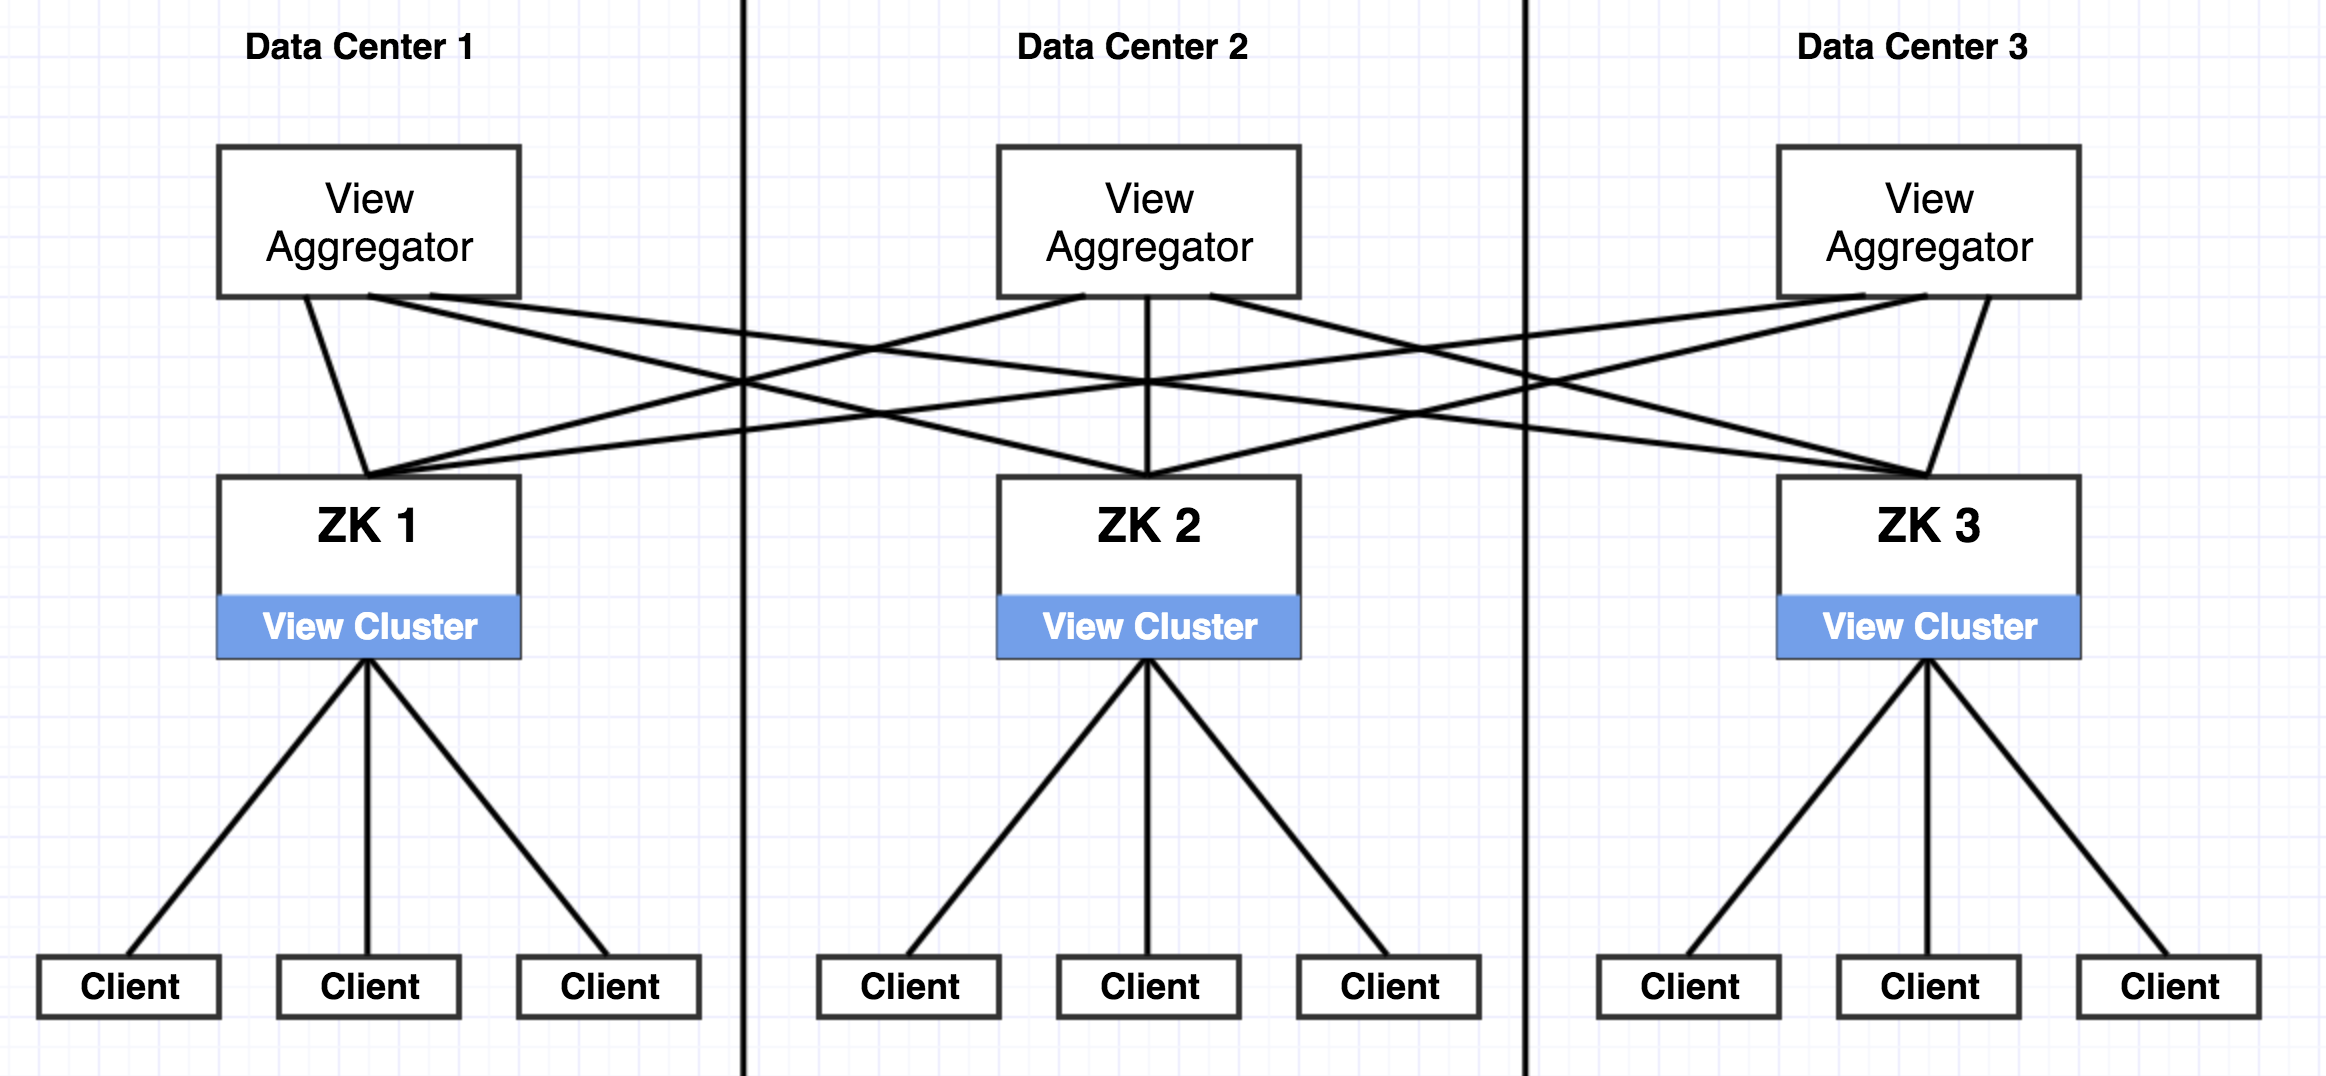 Data Center 1
Data Center 2
Data Center 3
View
Aggregator
View
Aggregator
View
Aggregator
ZK 1
ZK 2
ZK 3
View Cluster
View Cluster
View Cluster
Client
Client
Client
Client
Client
Client
Client
Client
Client